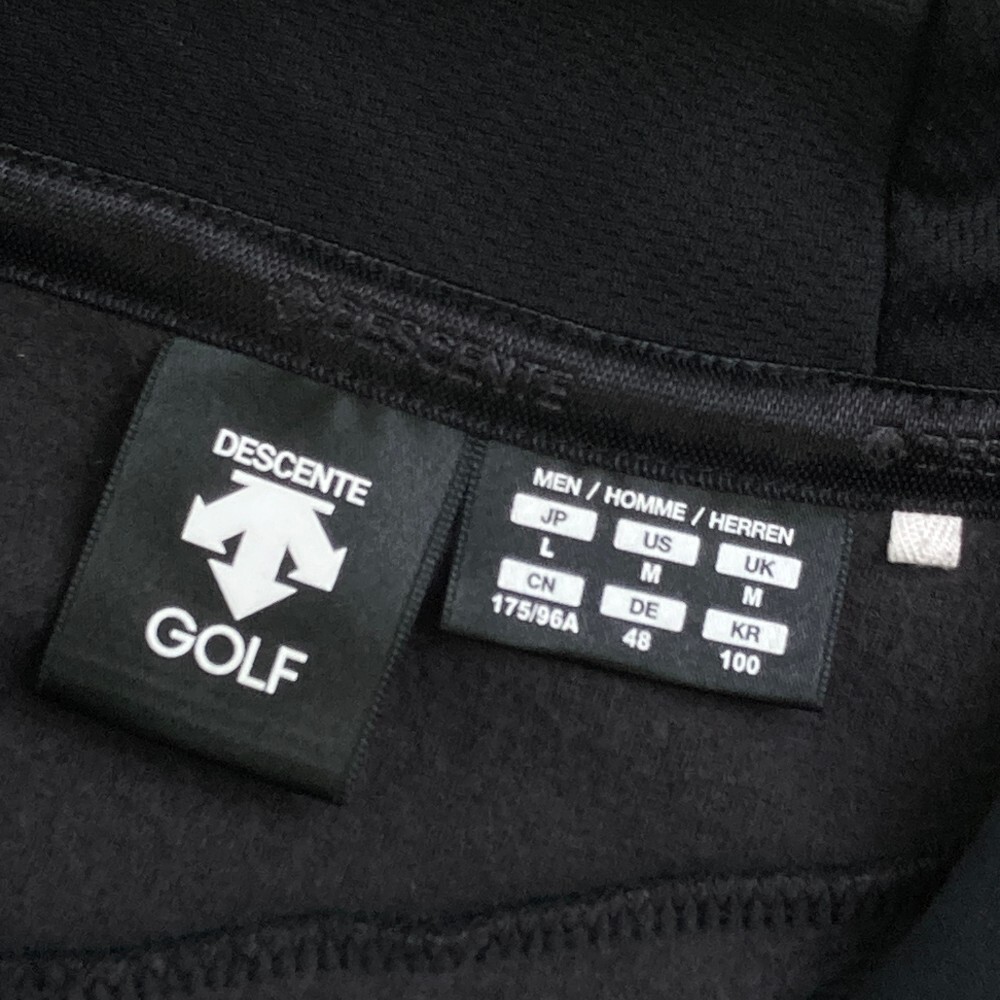 DESCENTE
DESCENTE
GOLF
MEN / HOMME / HERREN
JP US UK
L M M
CN DE KR
175/96A 48 100